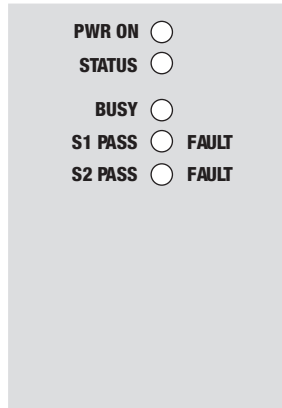 PWR ON
STATUS
BUSY
S1 PASS FAULT
S2 PASS FAULT